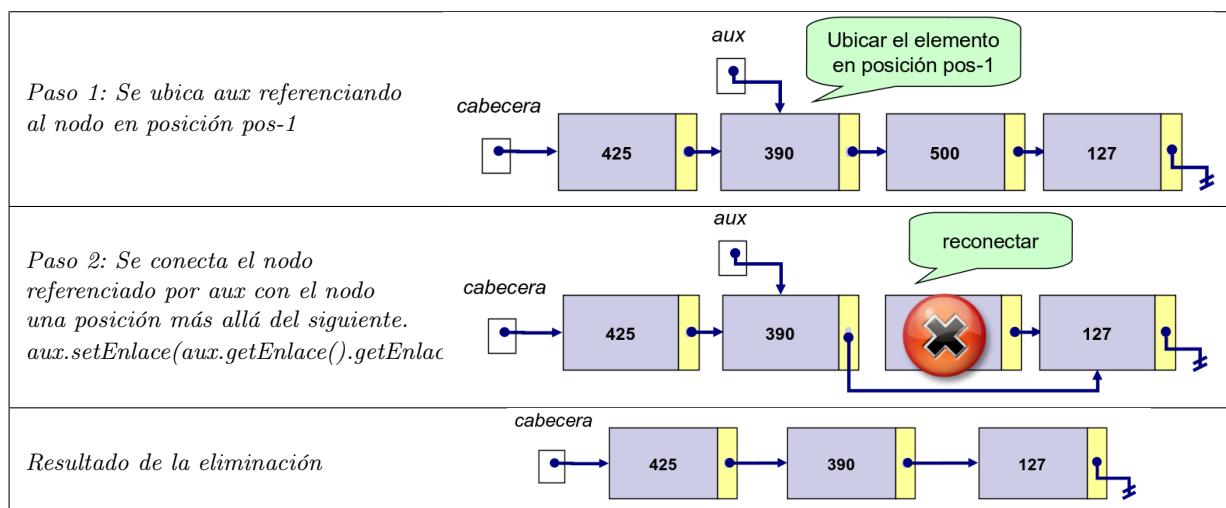 Paso 1: Se ubica aux referenciando
al nodo en posición pos-1
aux
Ubicar el elemento
en posición pos-1
cabecera
425
390
500
127
Paso 2: Se conecta el nodo
referenciado por aux con el nodo
una posición más allá del siguiente.
aux.setEnlace(aux.getEnlace().getEnlac
aux
reconectar
cabecera
425
390
127
Resultado de la eliminación
cabecera
425
390
127